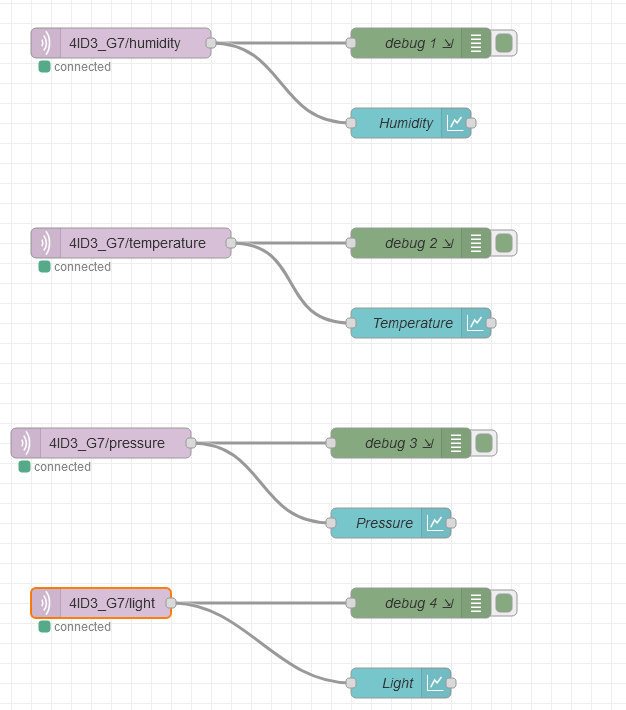 4ID3_G7/humidity
debug 1
connected
Humidity
4ID3_G7/temperature
debug 2
connected
Temperature
4ID3_G7/pressure
debug 3
connected
Pressure
4ID3_G7/light
debug 4
connected
Light